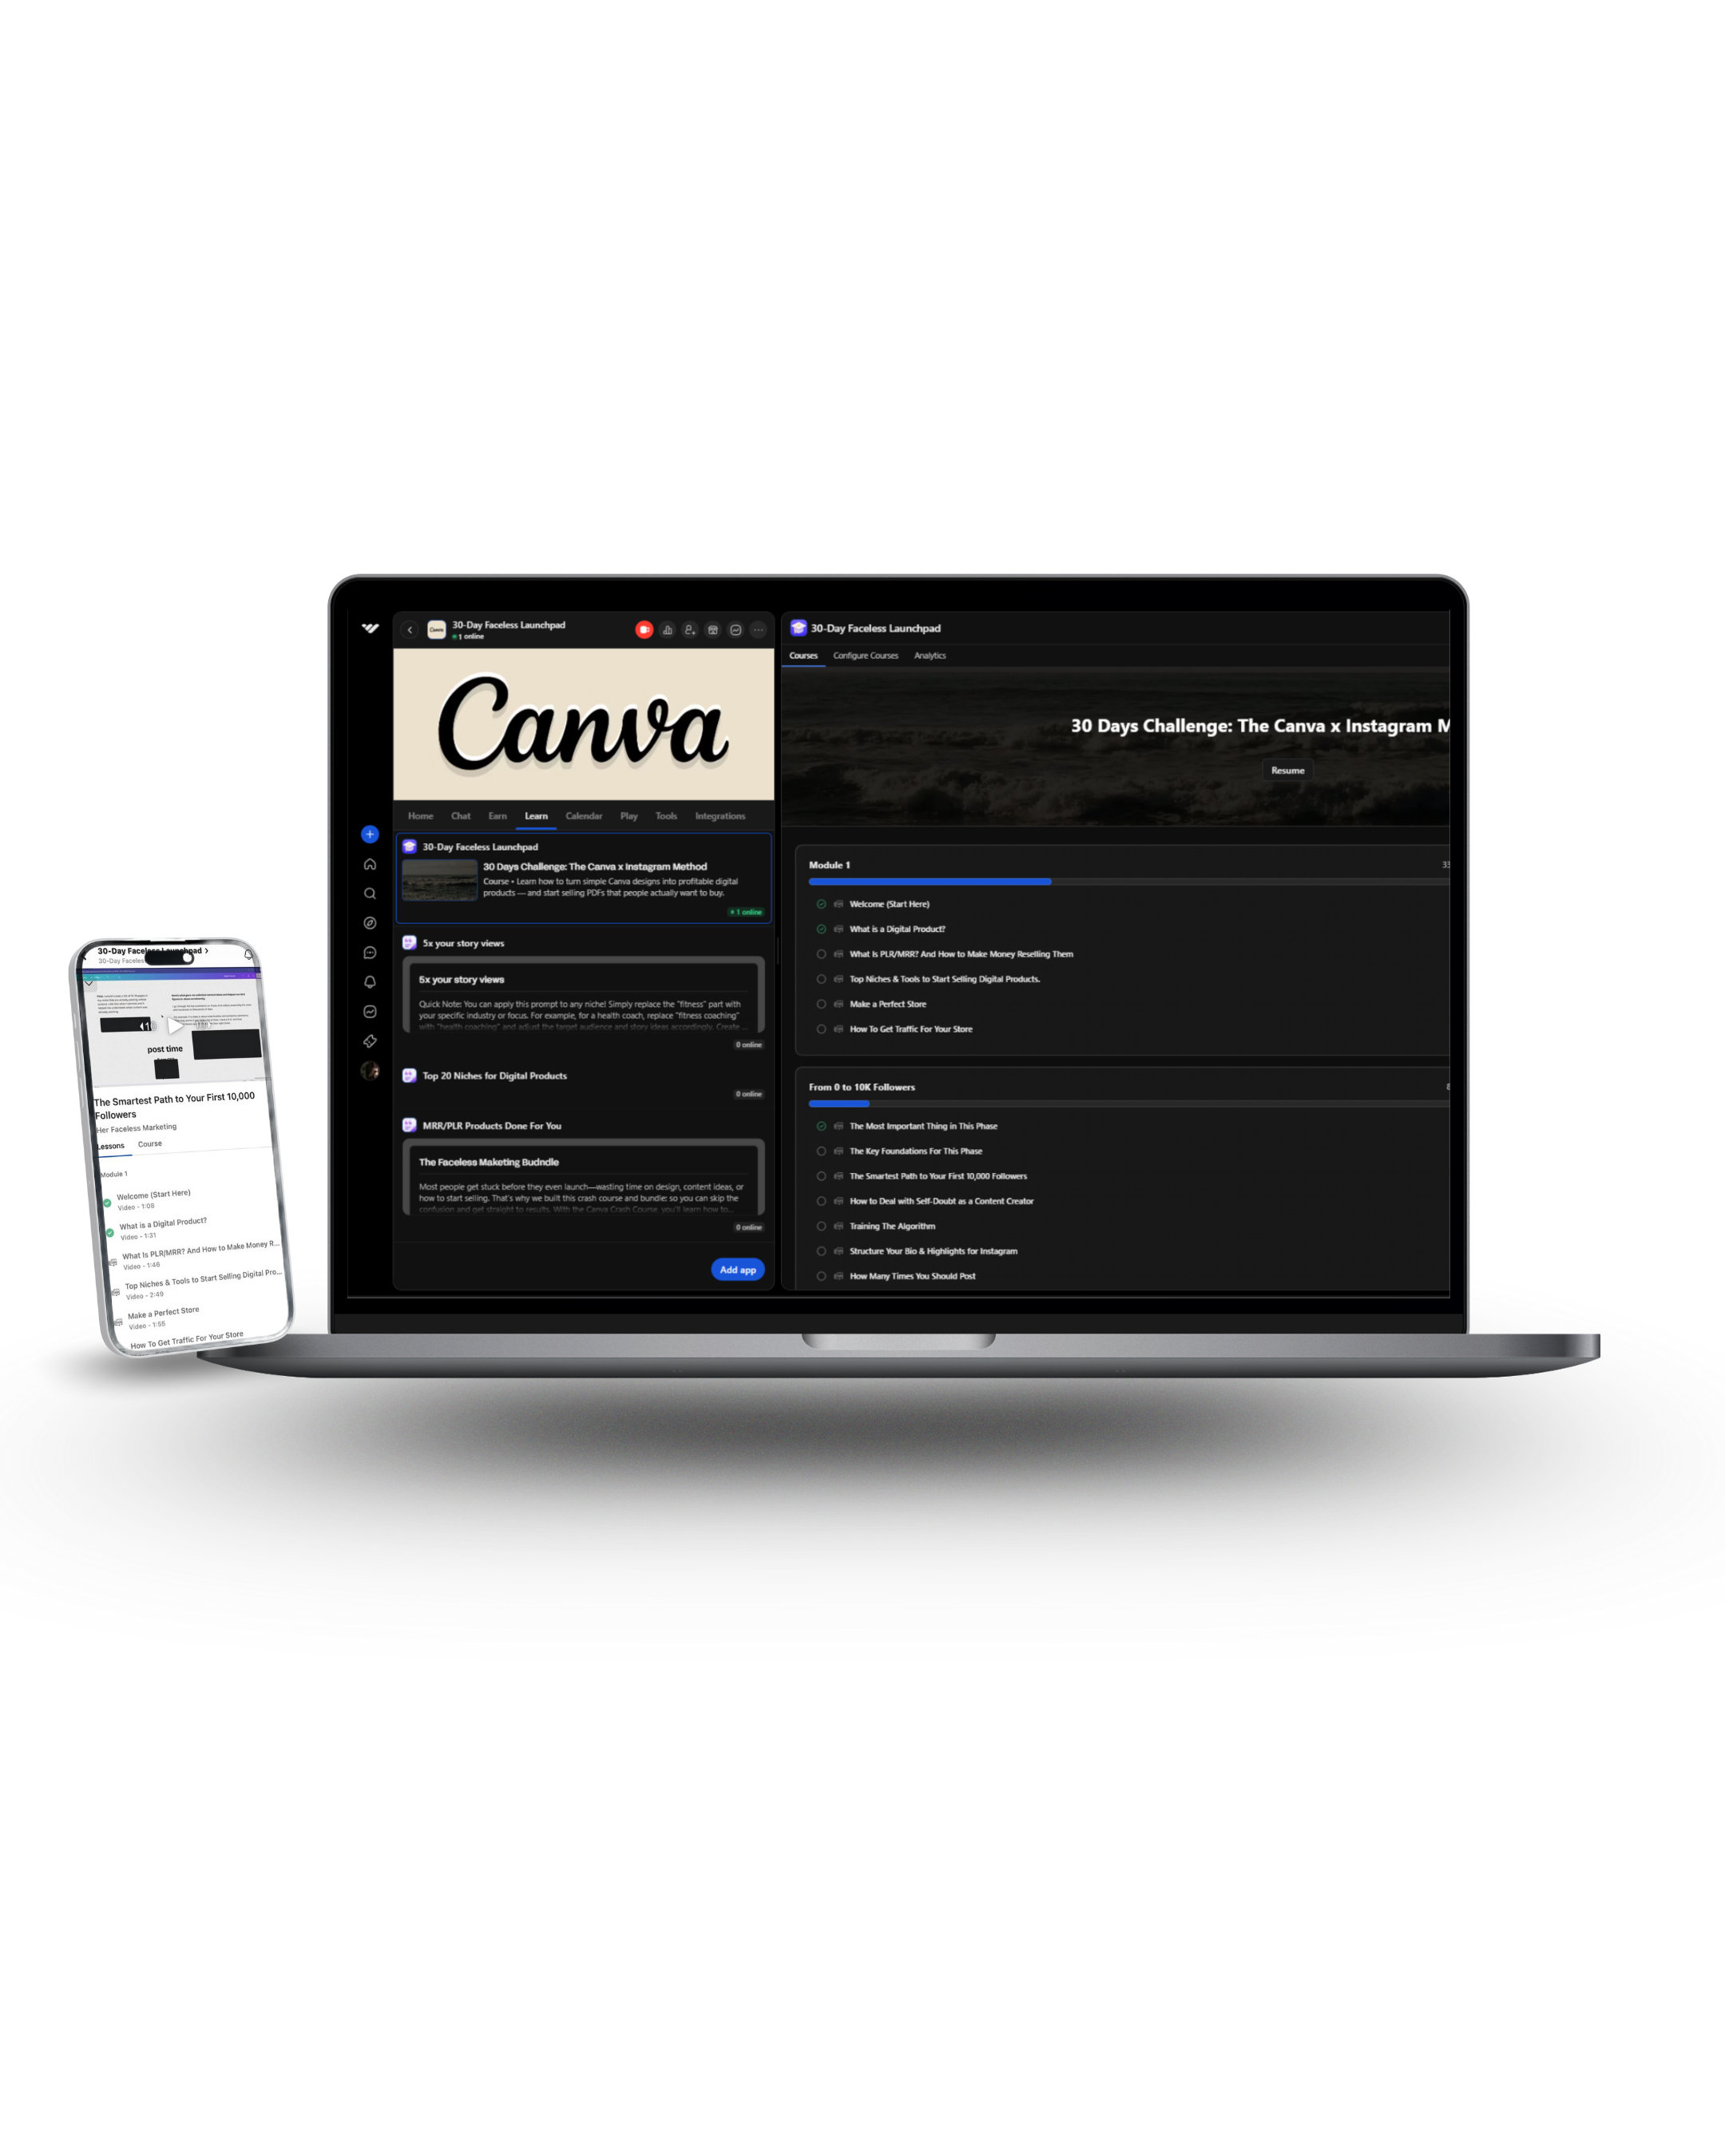 30-Day Faceless Launchpad
1 online
Canva
Canva
Home Chat Earn Learn Calendar Play Tools Integrations
30-Day Faceless Launchpad
30 Days Challenge: The Canva x Instagram Method
Course • Learn how to turn simple Canva designs into profitable digital
products — and start selling PDFs that people actually want to buy.
1 online
5x your story views
5x your story views
Quick Note: You can apply this prompt to any niche! Simply replace the "fitness" part with
your specific industry or focus. For example, for a health coach, replace "fitness coaching"
with "health coaching" and adjust the target audience and story ideas accordingly. Create ...
0 online
Top 20 Niches for Digital Products
0 online
MRR/PLR Products Done For You
The Faceless Maketing Budndle
Most people get stuck before they even launch—wasting time on design, content ideas, or
how to start selling. That's why we built this crash course and bundle: so you can skip the
confusion and get straight to results. With the Canva Crash Course, you'll learn how to...
0 online
Add app
30-Day Faceless Launchpad
Courses Configure Courses Analytics
30 Days Challenge: The Canva x Instagram M
Resume
Module 1
33
Welcome (Start Here)
What is a Digital Product?
What Is PLR/MRR? And How to Make Money Reselling Them
Top Niches & Tools to Start Selling Digital Products.
Make a Perfect Store
How To Get Traffic For Your Store
From 0 to 10K Followers
8
The Most Important Thing in This Phase
The Key Foundations For This Phase
The Smartest Path to Your First 10,000 Followers
How to Deal with Self-Doubt as a Content Creator
Training The Algorithm
Structure Your Bio & Highlights for Instagram
How Many Times You Should Post
30-Day Faceless Launchpad
30-Day Faceles
post time
The Smartest Path to Your First 10,000
Followers
Her Faceless Marketing
Lessons Course
Module 1
Welcome (Start Here)
Video - 1:08
What is a Digital Product?
Video - 1:31
What Is PLR/MRR? And How to Make Money R...
Video - 1:48
Top Niches & Tools to Start Selling Digital Pro...
Video - 2:49
Make a Perfect Store
Video - 1:55
How To Get Traffic For Your Store